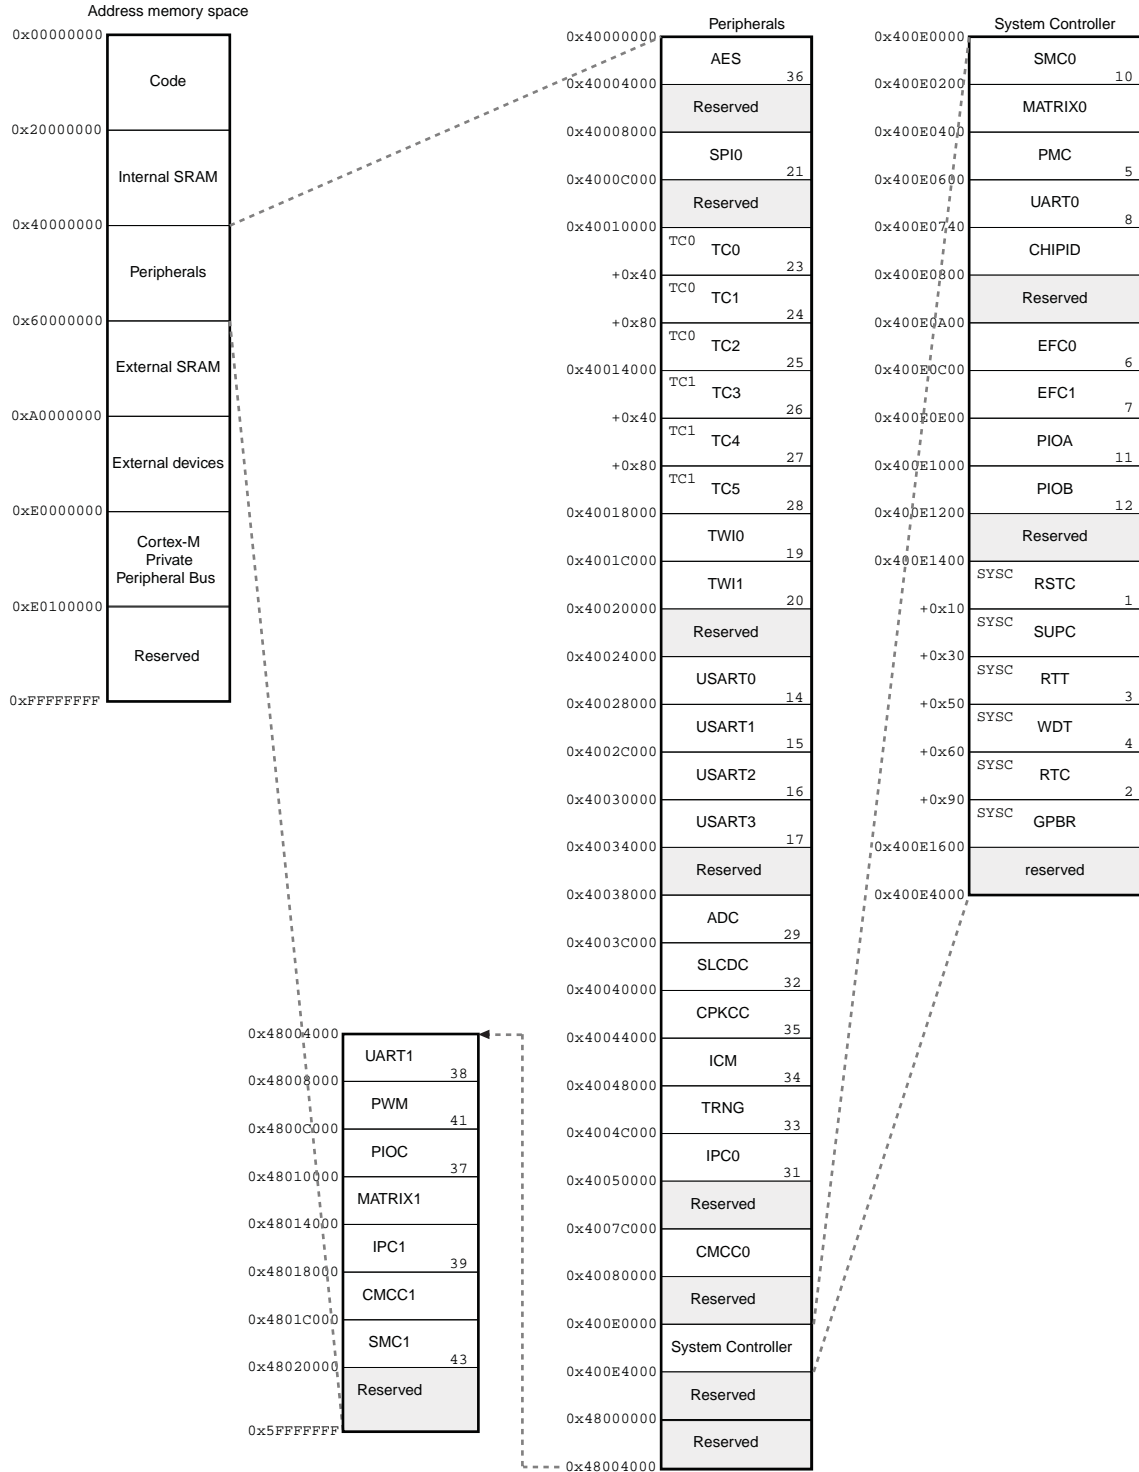 Address memory space
0x00000000
Code
0x20000000
Internal SRAM
0x40000000
Peripherals
0x60000000
External SRAM
0xA0000000
External devices
0xE0000000
Cortex-M
Private
Peripheral Bus
0xE0100000
Reserved
0xFFFFFFFF
0x48004000
UART1
38
0x48008000
PWM
41
0x4800C000
PIOC
37
0x48010000
MATRIX1
0x48014000
IPC1
39
0x48018000
CMCC1
0x4801C000
SMC1
43
0x48020000
Reserved
0x5FFFFFFF
Peripherals
0x40000000
AES
36
0x40004000
Reserved
0x40008000
SPI0
21
0x4000C000
Reserved
0x40010000
TC0
TC0
23
+0x40
TC0
TC1
24
+0x80
TC0
TC2
25
0x40014000
TC1
TC3
26
+0x40
TC1
TC4
27
+0x80
TC1
TC5
28
0x40018000
TWI0
19
0x4001C000
TWI1
20
0x40020000
Reserved
0x40024000
USART0
14
0x40028000
USART1
15
0x4002C000
USART2
16
0x40030000
USART3
17
0x40034000
Reserved
0x40038000
ADC
29
0x4003C000
SLCDC
32
0x40040000
CPKCC
35
0x40044000
ICM
34
0x40048000
TRNG
33
0x4004C000
IPC0
31
0x40050000
Reserved
0x4007C000
CMCC0
0x40080000
Reserved
0x400E0000
System Controller
0x400E4000
Reserved
0x48000000
Reserved
0x48004000
System Controller
0x400E0000
SMC0
10
0x400E0200
MATRIX0
0x400E0400
PMC
5
0x400E0600
UART0
8
0x400E0740
CHIPID
0x400E0800
Reserved
0x400E0A00
EFC0
6
0x400E0C00
EFC1
7
0x400E0E00
PIOA
11
0x400E1000
PIOB
12
0x400E1200
Reserved
0x400E1400
SYSC
RSTC
1
+0x10
SYSC
SUPC
+0x30
SYSC
RTT
3
+0x50
SYSC
WDT
4
+0x60
SYSC
RTC
2
+0x90
SYSC
GPBR
0x400E1600
reserved
0x400E4000